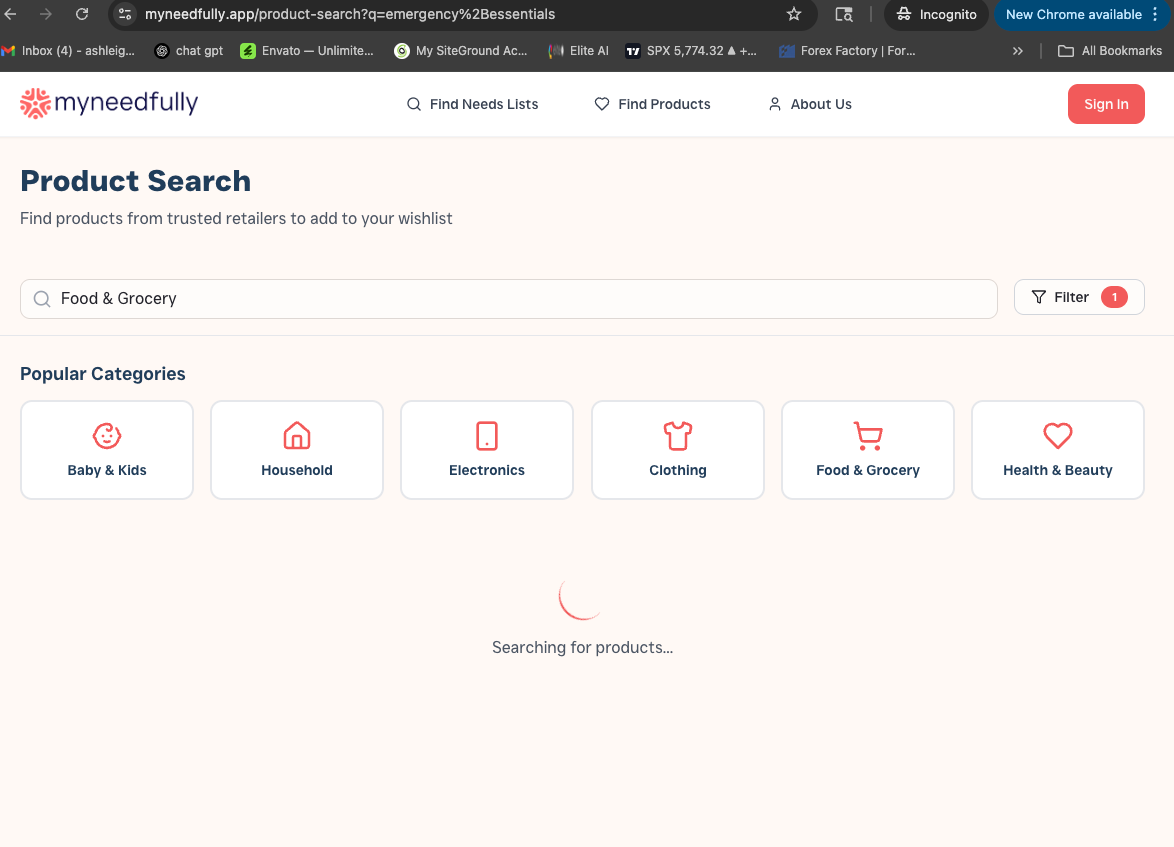 myneedfully.app/product-search?q=emergency%2Bessentials
Incognito
New Chrome available
Inbox (4) - ashleig...
chat gpt
Envato — Unlimite...
My SiteGround Ac...
Elite AI
SPX 5,774.32 ▲ +...
Forex Factory | For...
»
All Bookmarks
myneedfully
Find Needs Lists
Find Products
About Us
Sign In
Product Search
Find products from trusted retailers to add to your wishlist
Food & Grocery
Filter 1
Popular Categories
Baby & Kids
Household
Electronics
Clothing
Food & Grocery
Health & Beauty
Searching for products...